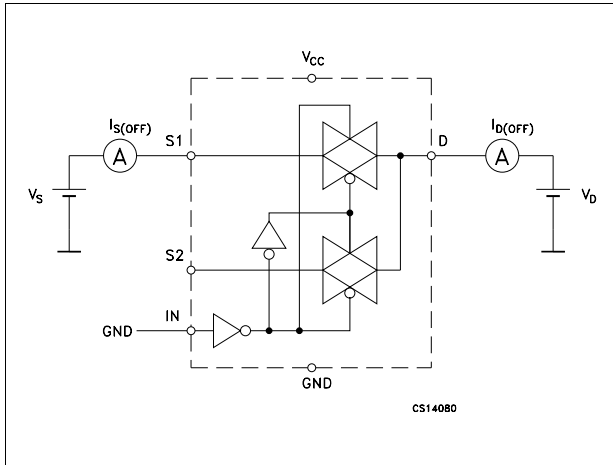 VCC
IS(OFF)
ID(OFF)
A
S1
D
A
VS
VD
S2
IN
GND
GND
CS14080